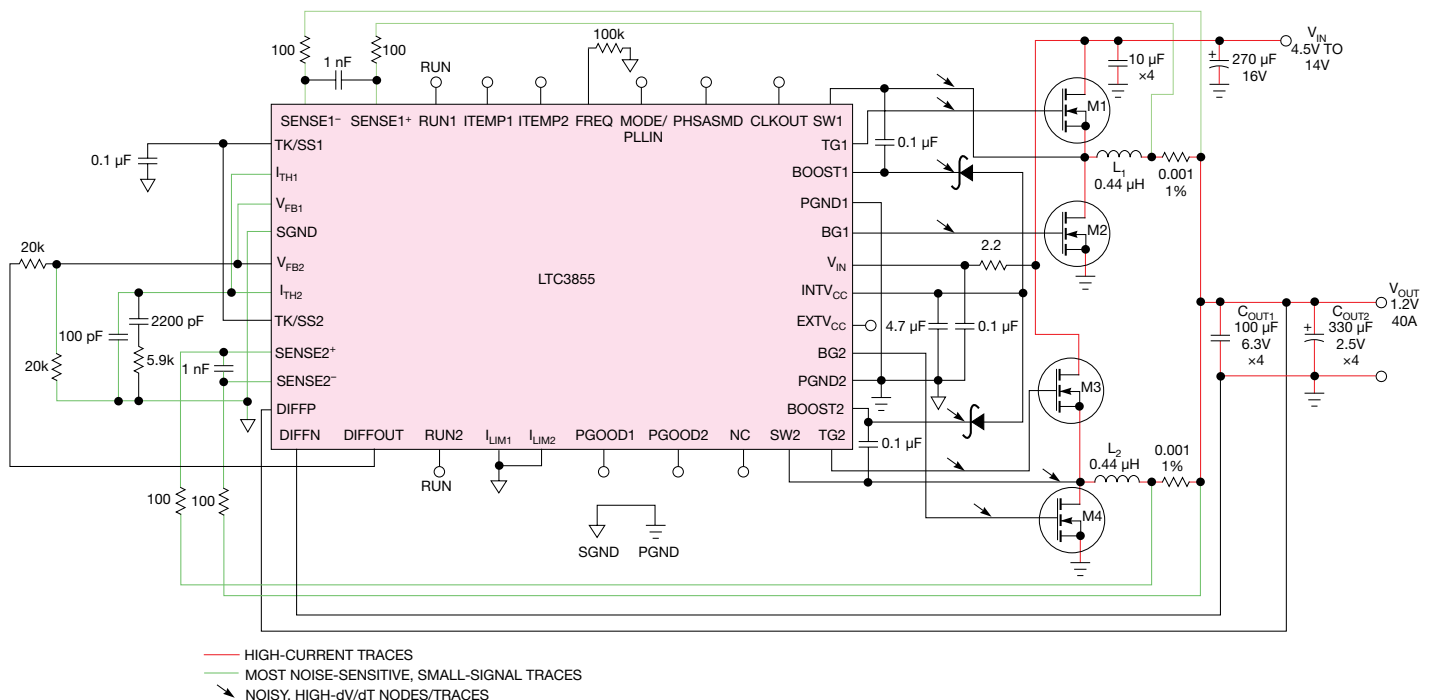 100
1 nF
100
RUN
100k
V_IN
4.5V TO
14V
10 µF
×4
+
270 µF
16V
SENSE1⁻
SENSE1⁺
RUN1
ITEMP1
ITEMP2
FREQ
MODE/
PLLIN
PHSASMD
CLKOUT
SW1
TK/SS1
I_TH1
V_FB1
SGND
V_FB2
I_TH2
TK/SS2
SENSE2⁺
SENSE2⁻
DIFFP
DIFFN
DIFFOUT
RUN2
I_LIM1
I_LIM2
PGOOD1
PGOOD2
NC
SW2
TG2
TG1
BOOST1
PGND1
BG1
V_IN
INTV_CC
EXTV_CC
BG2
PGND2
BOOST2
LTC3855
0.1 µF
20k
20k
100 pF
2200 pF
5.9k
1 nF
100
100
RUN
SGND
PGND
0.1 µF
2.2
4.7 µF
0.1 µF
0.1 µF
M1
M2
M3
M4
L_1
0.44 µH
0.001
1%
L_2
0.44 µH
0.001
1%
C_OUT1
100 µF
6.3V
×4
+
C_OUT2
330 µF
2.5V
×4
V_OUT
1.2V
40A
HIGH-CURRENT TRACES
MOST NOISE-SENSITIVE, SMALL-SIGNAL TRACES
NOISY, HIGH-dV/dT NODES/TRACES